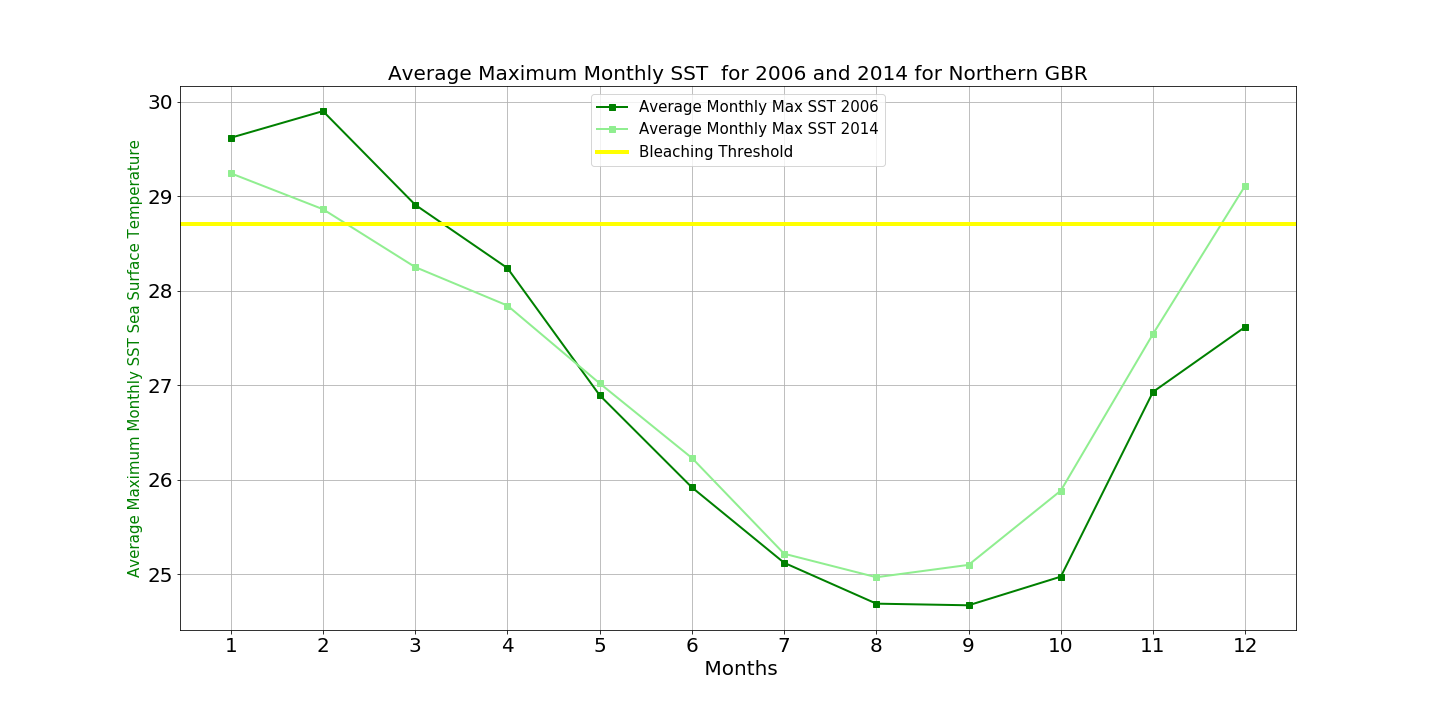 Average Maximum Monthly SST  for 2006 and 2014 for Northern GBR
Average Monthly Max SST 2006
Average Monthly Max SST 2014
Bleaching Threshold
Average Maximum Monthly SST Sea Surface Temperature
30
29
28
27
26
25
1 2 3 4 5 6 7 8 9 10 11 12
Months